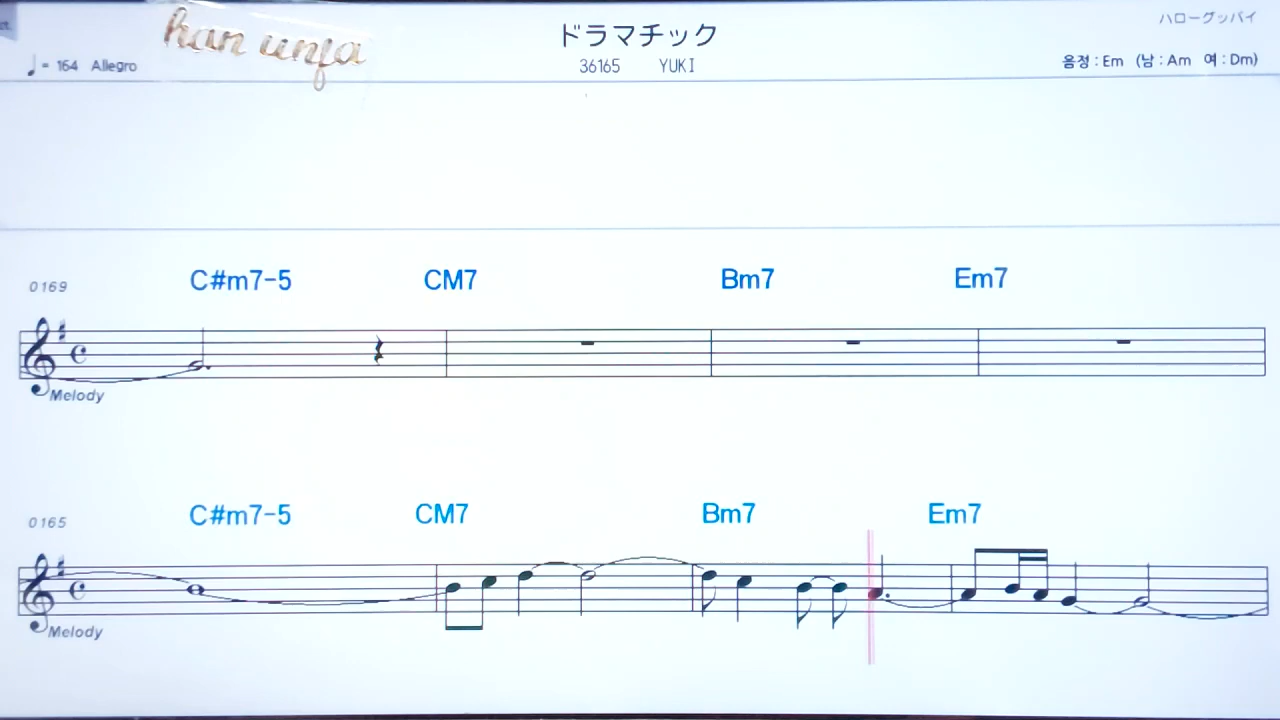 han unfa
ドラマチック
ハローグッバイ
♩= 164 Allegro
36165 YUKI
음정 : Em (남 : Am 여 : Dm)
0169
C#m7-5 CM7 Bm7 Em7
Melody
0165
C#m7-5 CM7 Bm7 Em7
Melody